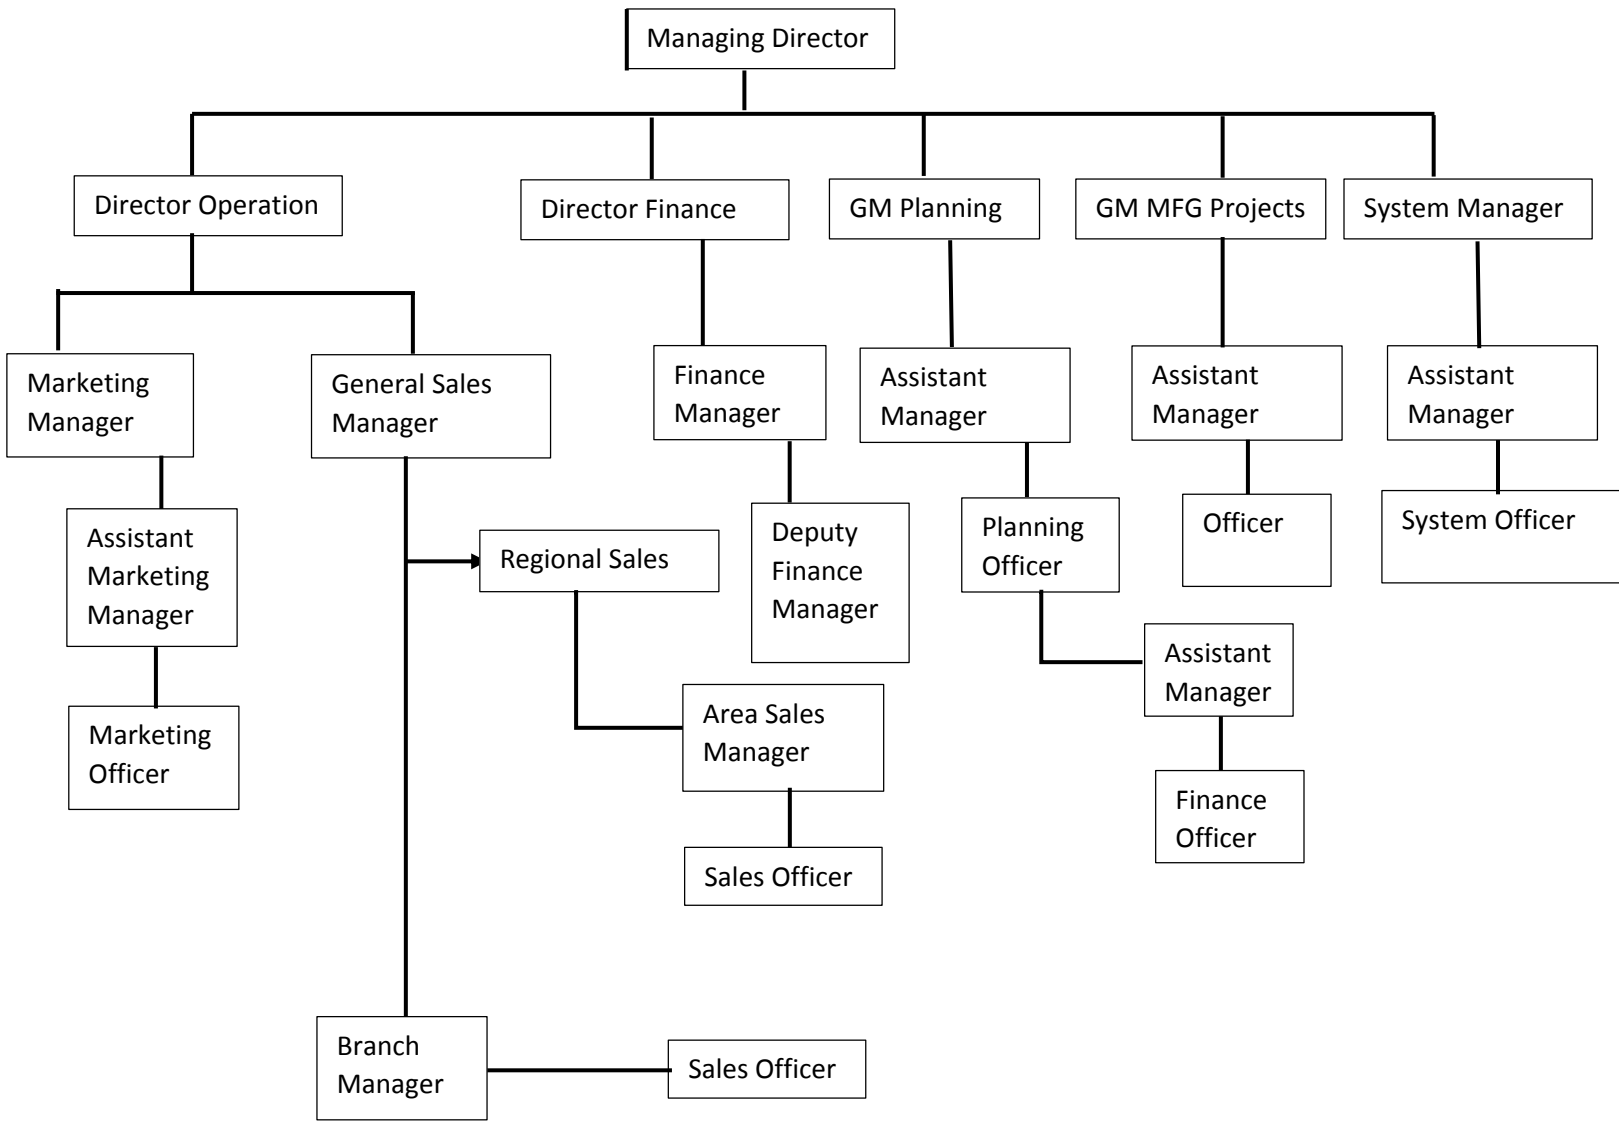 Managing Director
Director Operation
Director Finance
GM Planning
GM MFG Projects
System Manager
Marketing
Manager
General Sales
Manager
Finance
Manager
Assistant
Manager
Assistant
Manager
Assistant
Manager
Assistant
Marketing
Manager
Regional Sales
Deputy
Finance
Manager
Planning
Officer
Officer
System Officer
Assistant
Manager
Marketing
Officer
Area Sales
Manager
Finance
Officer
Sales Officer
Branch
Manager
Sales Officer